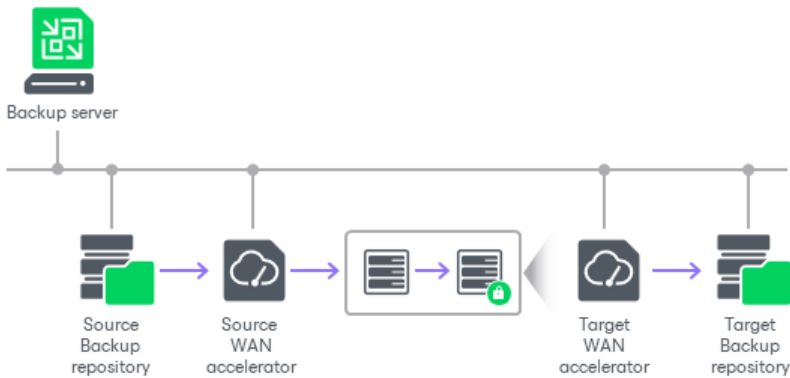 Backup server
Source
Backup
repository
Source
WAN
accelerator
Target
WAN
accelerator
Target
Backup
repository